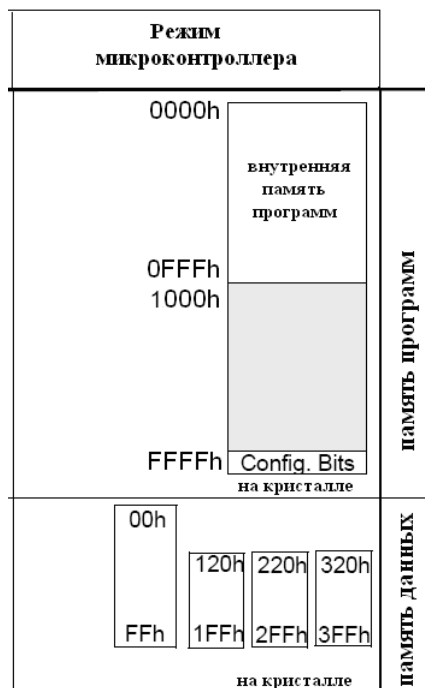 Режим
микроконтроллера
0000h
внутренняя
память
программ
0FFFh
1000h
FFFFh Config. Bits
на кристалле
память программ
00h
120h 220h 320h
FFh 1FFh 2FFh 3FFh
на кристалле
память данных